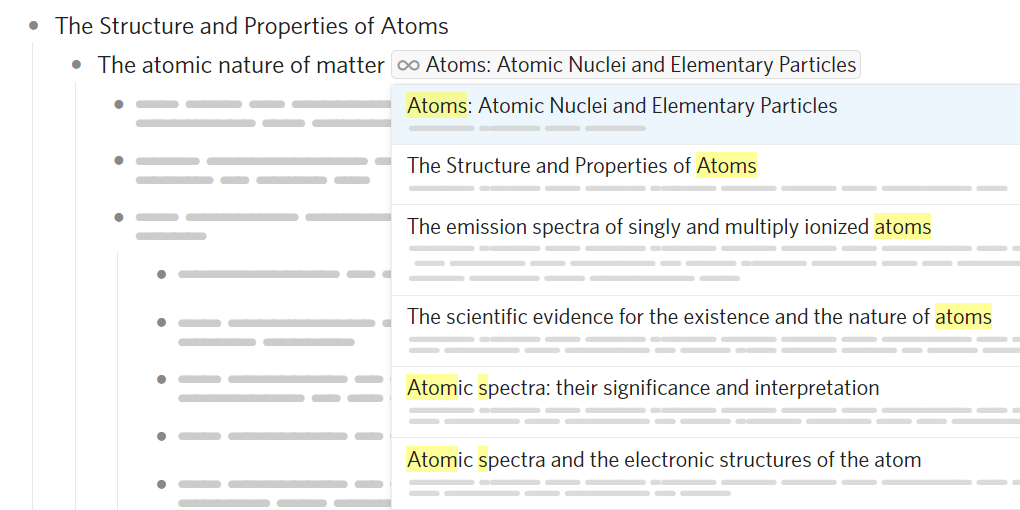 The Structure and Properties of Atoms
The atomic nature of matter ∞ Atoms: Atomic Nuclei and Elementary Particles
Atoms: Atomic Nuclei and Elementary Particles
The Structure and Properties of Atoms
The emission spectra of singly and multiply ionized atoms
The scientific evidence for the existence and the nature of atoms
Atomic spectra: their significance and interpretation
Atomic spectra and the electronic structures of the atom